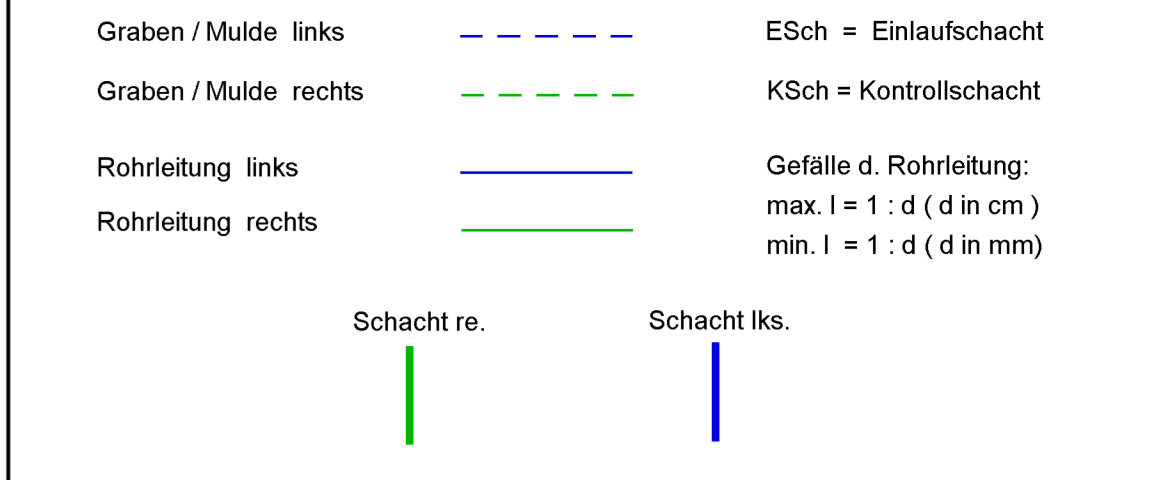 Graben / Mulde links
ESch = Einlaufschacht
Graben / Mulde rechts
KSch = Kontrollschacht
Rohrleitung links
Gefälle d. Rohrleitung:
max. I = 1 : d ( d in cm )
Rohrleitung rechts
min. I = 1 : d ( d in mm)
Schacht re.
Schacht lks.